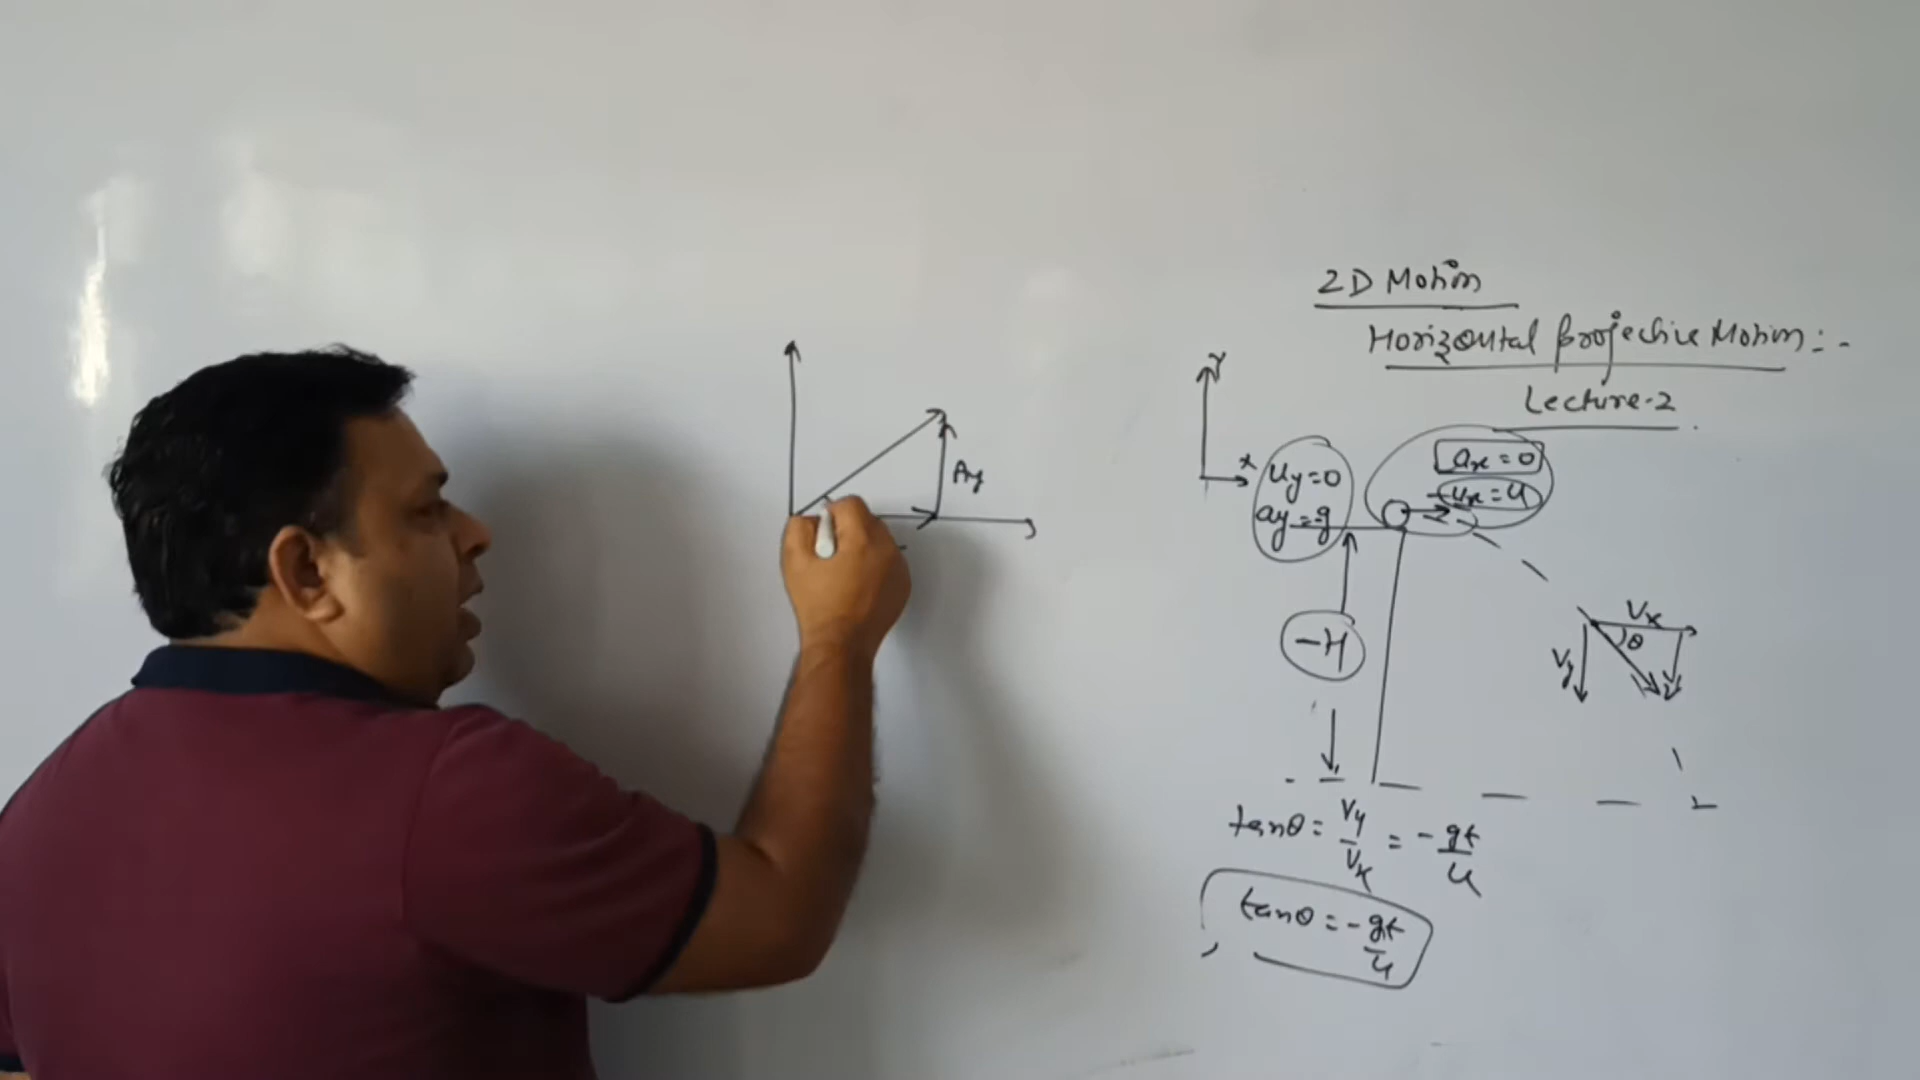 2D Motion
Horizontal projectile Motion :-
Lecture-2
Y
x
uy=0
ay=-g
ax=0
ux=u
Ay
-H
Vx
θ
Vy
tanθ = Vy/Vx = -gt/u
tanθ = -gt/u